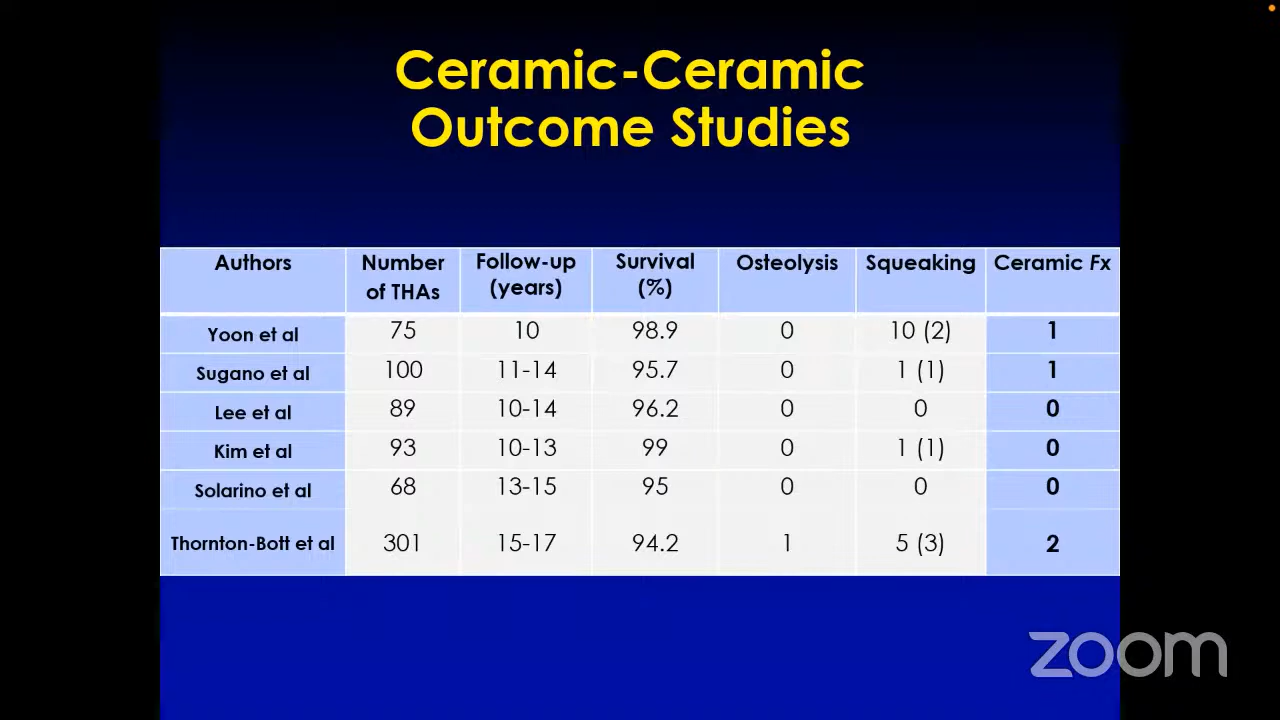 Ceramic-Ceramic
Outcome Studies
Authors Number of THAs Follow-up (years) Survival (%) Osteolysis Squeaking Ceramic Fx
Yoon et al 75 10 98.9 0 10 (2) 1
Sugano et al 100 11-14 95.7 0 1 (1) 1
Lee et al 89 10-14 96.2 0 0 0
Kim et al 93 10-13 99 0 1 (1) 0
Solarino et al 68 13-15 95 0 0 0
Thornton-Bott et al 301 15-17 94.2 1 5 (3) 2
zoom